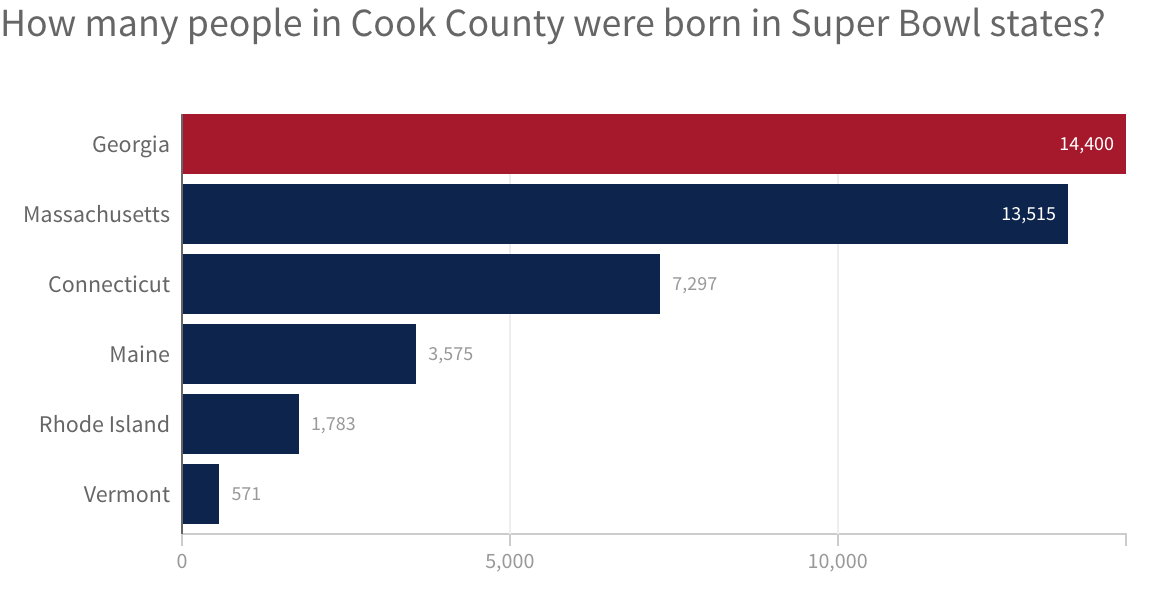 How many people in Cook County were born in Super Bowl states?
Georgia 14,400
Massachusetts 13,515
Connecticut 7,297
Maine 3,575
Rhode Island 1,783
Vermont 571
0 5,000 10,000